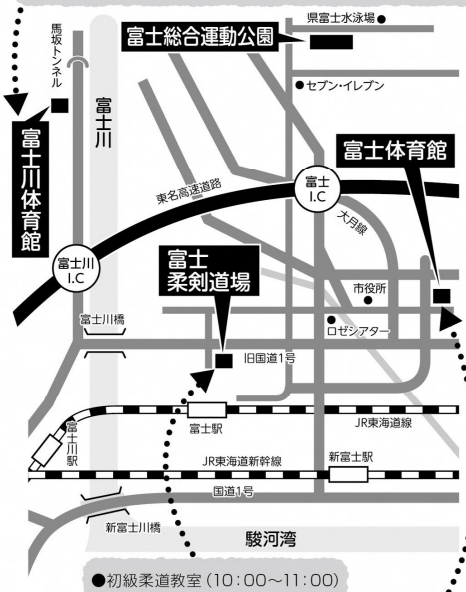 県富士水泳場●
富士総合運動公園
馬坂トンネル
●セブン-イレブン
富士川
富士川体育館
富士体育館
東名高速道路
富士
I.C
大月線
富士川
I.C
富士
柔剣道場
市役所
●
富士川橋
●
ロゼシアター
旧国道1号
富士駅
JR東海道線
富士川駅
JR東海道新幹線
新富士駅
国道1号
新富士川橋
駿河湾
●初級柔道教室(10:00～11:00)